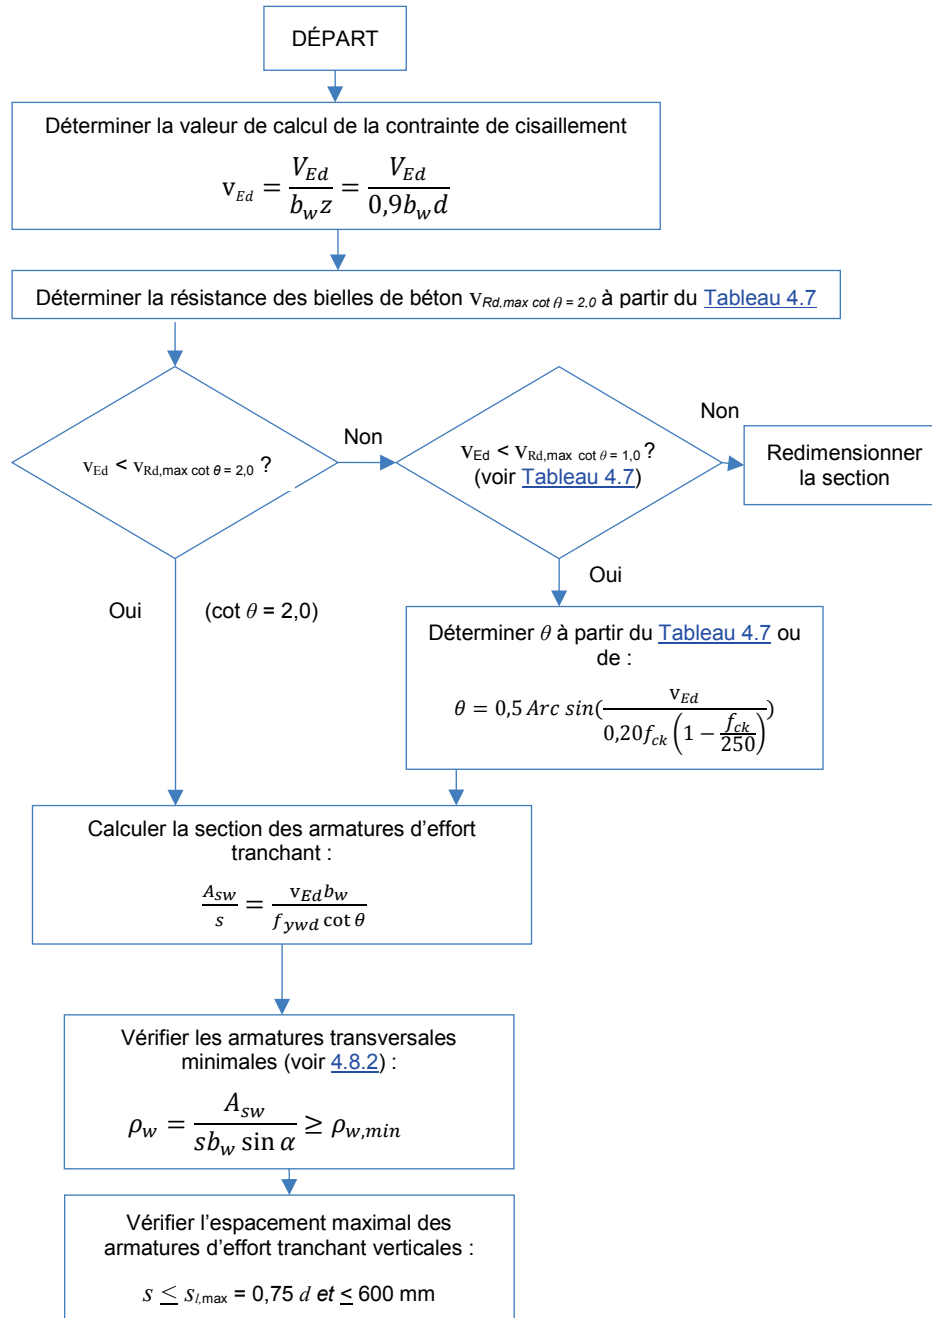 DÉPART
Déterminer la valeur de calcul de la contrainte de cisaillement
v_Ed = V_Ed / (b_w z) = V_Ed / (0,9b_w d)
Déterminer la résistance des bielles de béton v_Rd,max cot θ = 2,0 à partir du Tableau 4.7
v_Ed < v_Rd,max cot θ = 2,0 ?
Non
v_Ed < v_Rd,max cot θ = 1,0 ?
(voir Tableau 4.7)
Non
Redimensionner
la section
Oui
(cot θ = 2,0)
Oui
Déterminer θ à partir du Tableau 4.7 ou
de :
θ = 0,5 Arc sin(v_Ed / (0,20f_ck (1 − f_ck / 250)))
Calculer la section des armatures d’effort
tranchant :
A_sw / s = v_Ed b_w / (f_ywd cot θ)
Vérifier les armatures transversales
minimales (voir 4.8.2) :
ρ_w = A_sw / (s b_w sin α) ≥ ρ_w,min
Vérifier l’espacement maximal des
armatures d’effort tranchant verticales :
s ≤ s_l,max = 0,75 d et ≤ 600 mm